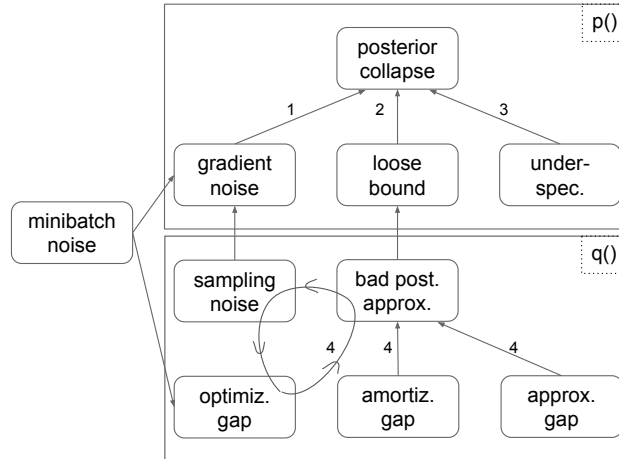 p()
posterior
collapse
1
2
3
gradient
noise
loose
bound
under-
spec.
minibatch
noise
q()
sampling
noise
bad post.
approx.
4
4
4
optimiz.
gap
amortiz.
gap
approx.
gap